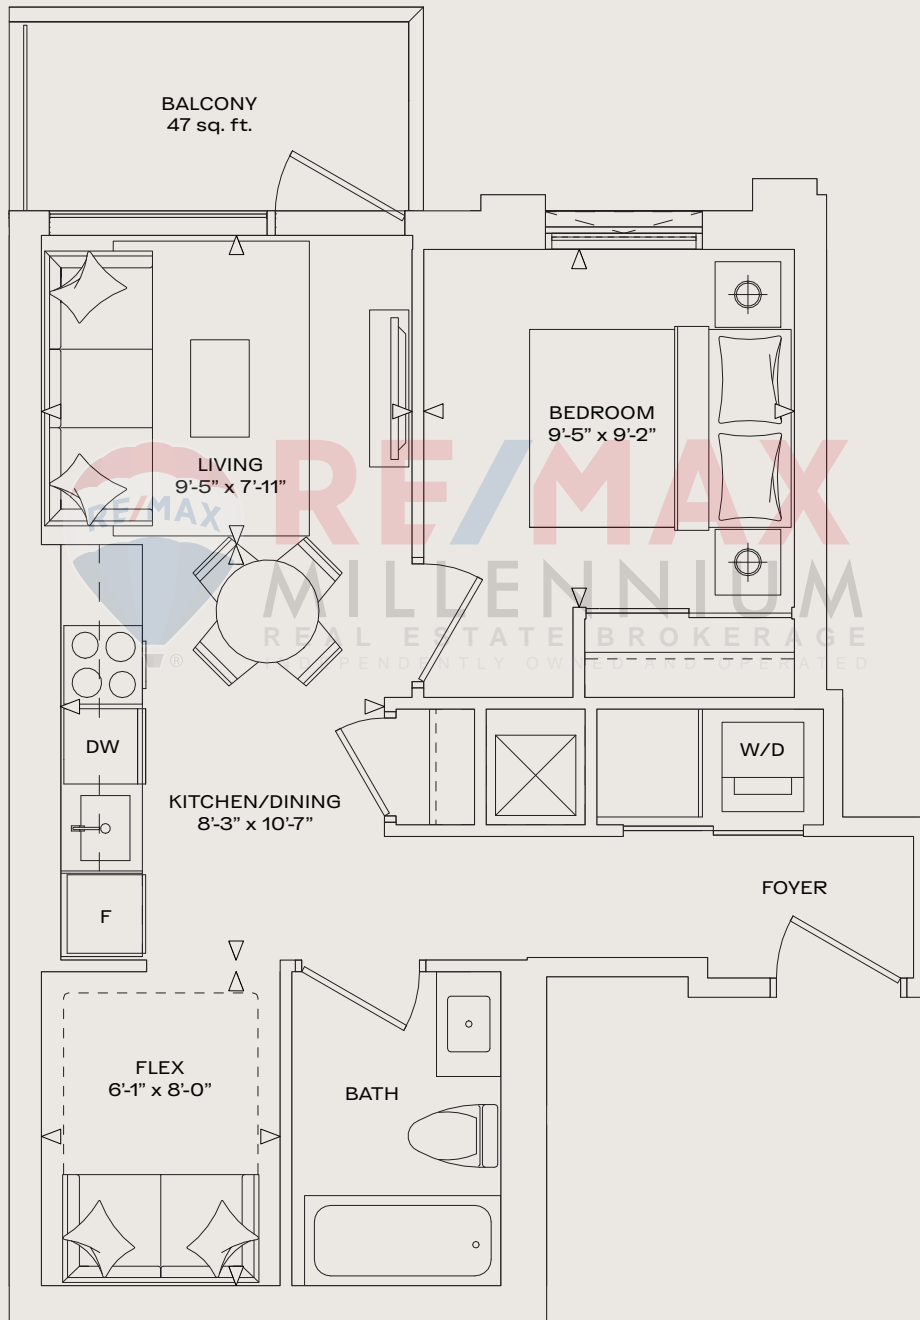 BALCONY
47 sq. ft.
BEDROOM
9'-5" x 9'-2"
LIVING
9'-5" x 7'-11"
RE/MAX
RE/MAX
MILLENNIUM
REAL ESTATE BROKERAGE
INDEPENDENTLY OWNED AND OPERATED
®
DW
W/D
KITCHEN/DINING
8'-3" x 10'-7"
FOYER
F
FLEX
6'-1" x 8'-0"
BATH